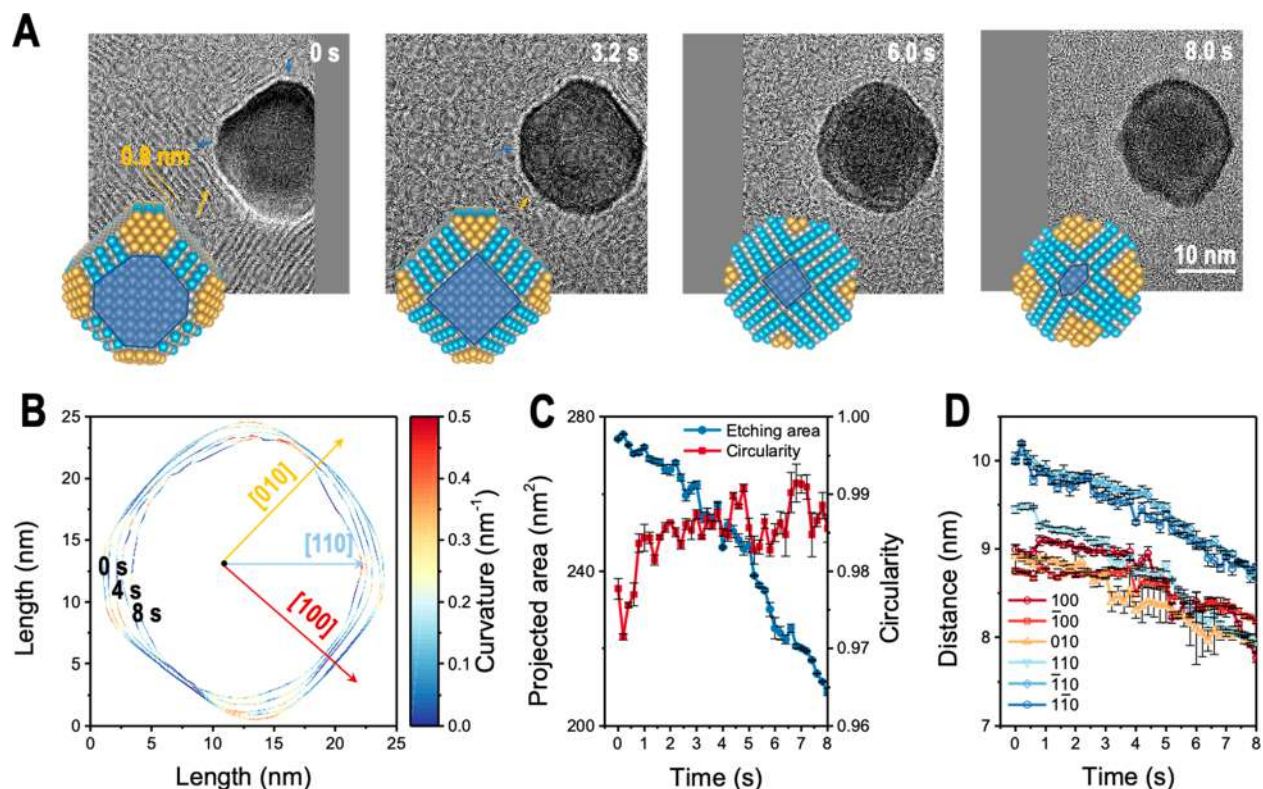 A
0 s
3.2 s
6.0 s
8.0 s
0.8 nm
10 nm
B
25
20
15
10
5
0
Length (nm)
0 5 10 15 20 25
Length (nm)
[010]
[110]
[100]
0 s
4 s
8 s
0.5
0.4
0.3
0.2
0.1
0.0
Curvature (nm⁻¹)
C
280
240
200
Projected area (nm²)
Etching area
Circularity
1.00
0.99
0.98
0.97
0.96
Circularity
0 1 2 3 4 5 6 7 8
Time (s)
D
10
9
8
7
Distance (nm)
100
1̄00
010
110
1̄10
11̄0
0 1 2 3 4 5 6 7 8
Time (s)